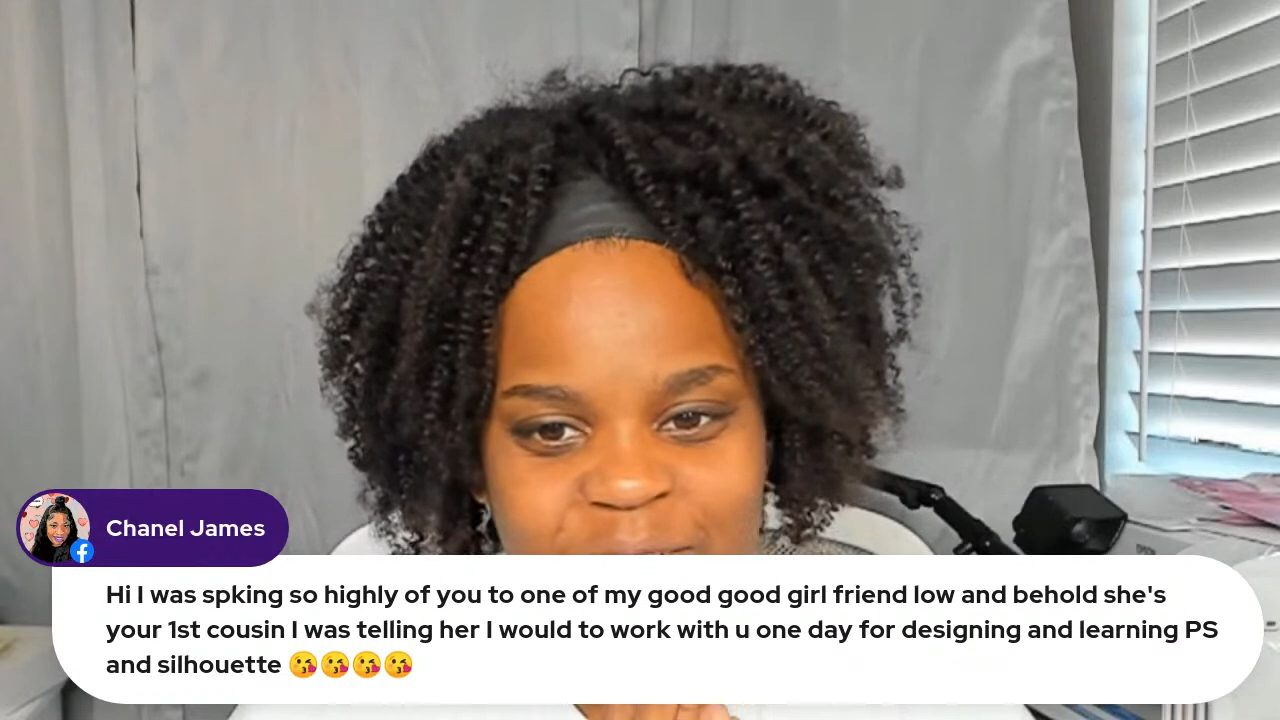 Chanel James
Hi I was spking so highly of you to one of my good good girl friend low and behold she's
your 1st cousin I was telling her I would to work with u one day for designing and learning PS
and silhouette 😘😘😘😘